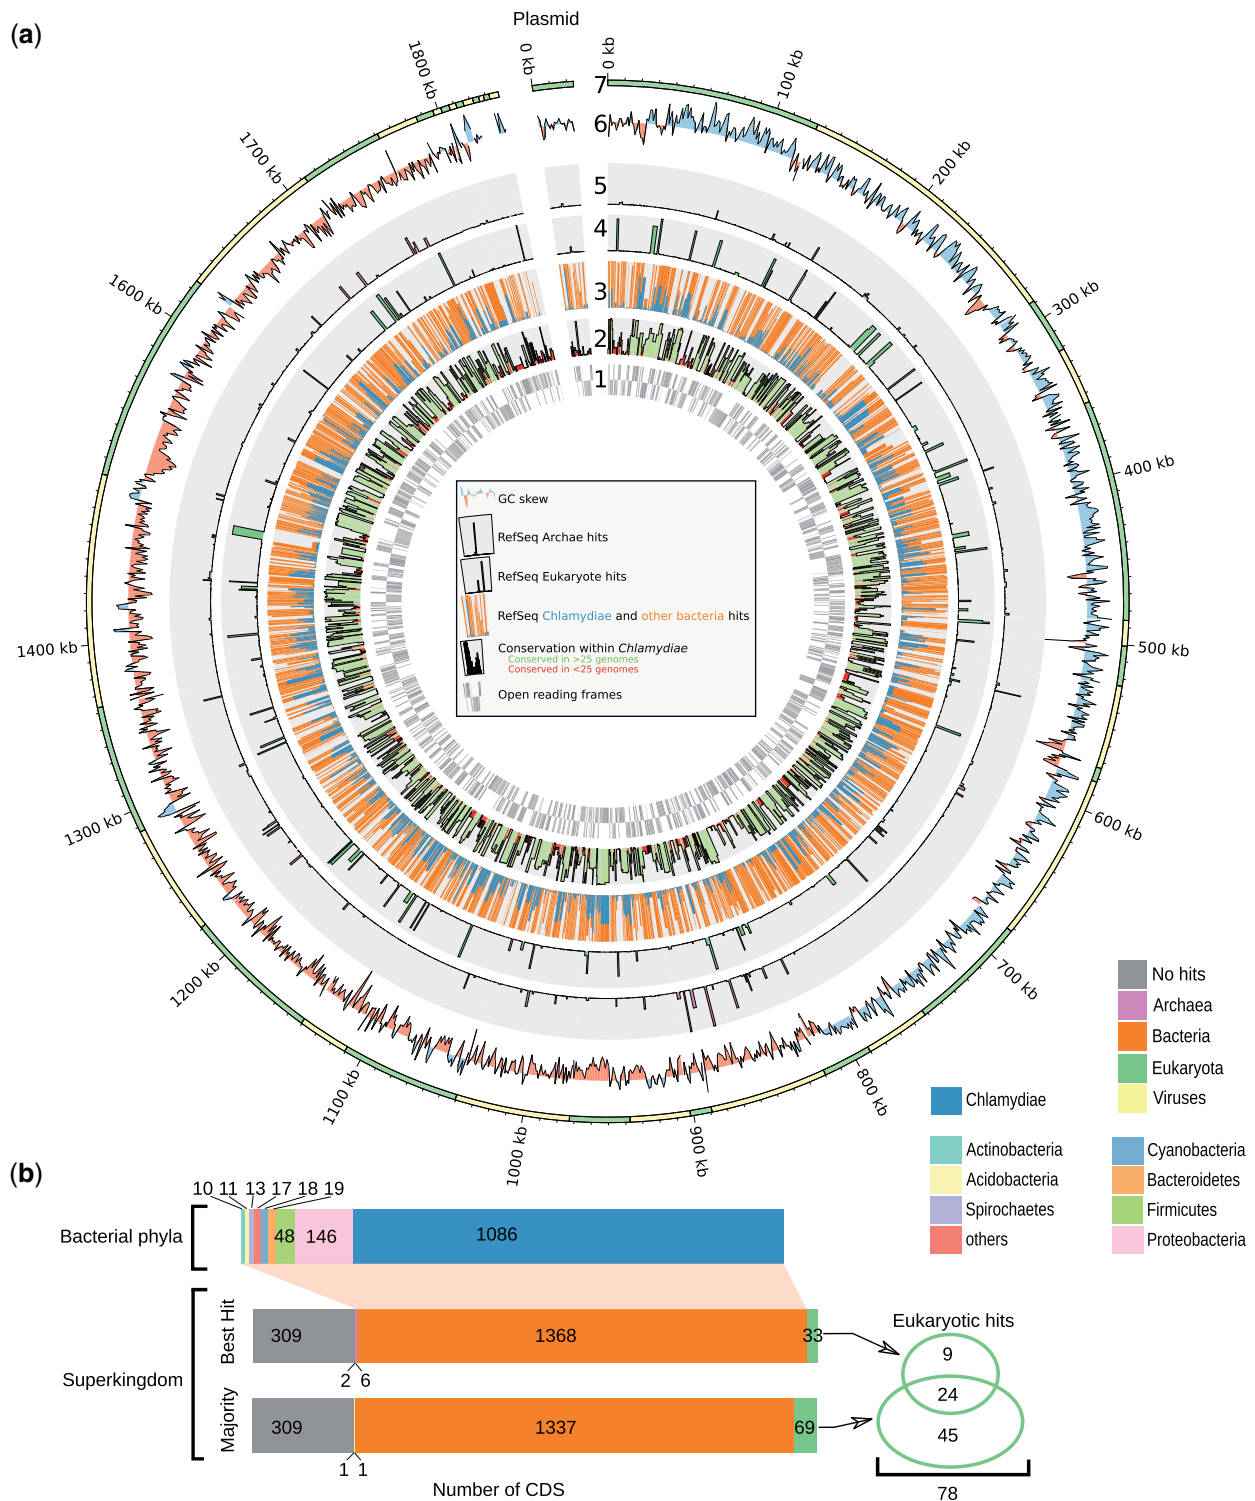 (a)
Plasmid
0 kb
0 kb
100 kb
200 kb
300 kb
400 kb
500 kb
600 kb
700 kb
800 kb
900 kb
1000 kb
1100 kb
1200 kb
1300 kb
1400 kb
1600 kb
1700 kb
1800 kb
7
6
5
4
3
2
1
GC skew
RefSeq Archae hits
RefSeq Eukaryote hits
RefSeq Chlamydiae and other bacteria hits
Conservation within Chlamydiae
Conserved in >25 genomes
Conserved in <25 genomes
Open reading frames
No hits
Archaea
Bacteria
Eukaryota
Viruses
Chlamydiae
Actinobacteria
Acidobacteria
Spirochaetes
others
Cyanobacteria
Bacteroidetes
Firmicutes
Proteobacteria
(b)
10 11 13 17 18 19
Bacterial phyla
48 146 1086
Superkingdom
Best Hit
309 1368 33
2 6
Majority
309 1337 69
1 1
Number of CDS
Eukaryotic hits
9
24
45
78